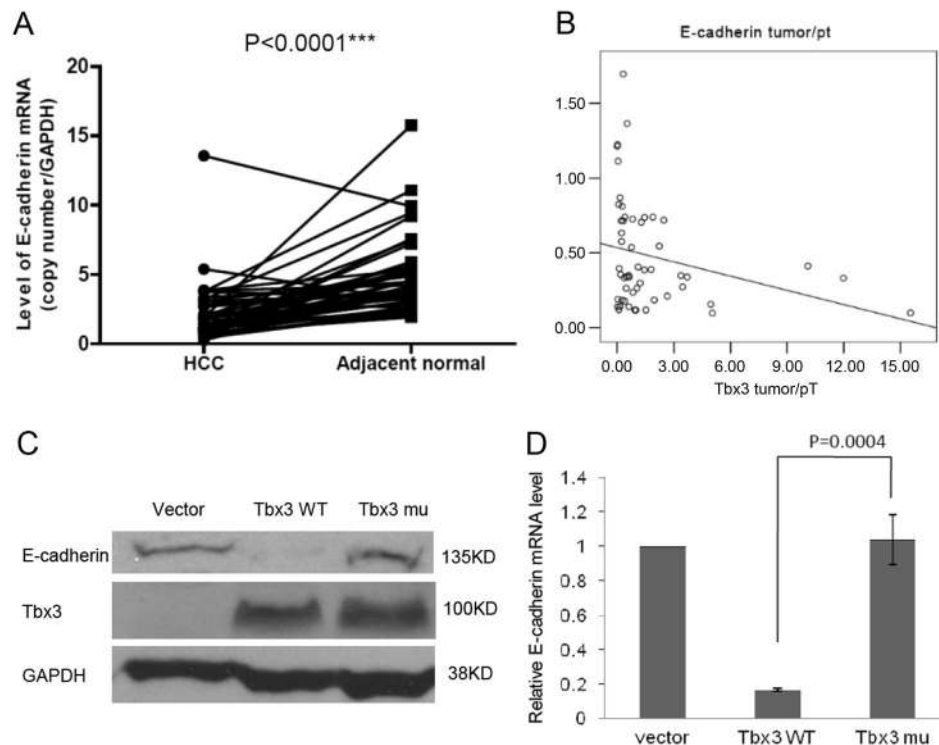 A
P<0.0001***
Level of E-cadherin mRNA
(copy number/GAPDH)
20
15
10
5
0
HCC Adjacent normal
B
E-cadherin tumor/pt
1.50
1.00
0.50
0.00
0.00 3.00 6.00 9.00 12.00 15.00
Tbx3 tumor/pT
C
Vector Tbx3 WT Tbx3 mu
E-cadherin 135KD
Tbx3 100KD
GAPDH 38KD
D
P=0.0004
Relative E-cadherin mRNA level
1.4
1.2
1
0.8
0.6
0.4
0.2
0
vector Tbx3 WT Tbx3 mu